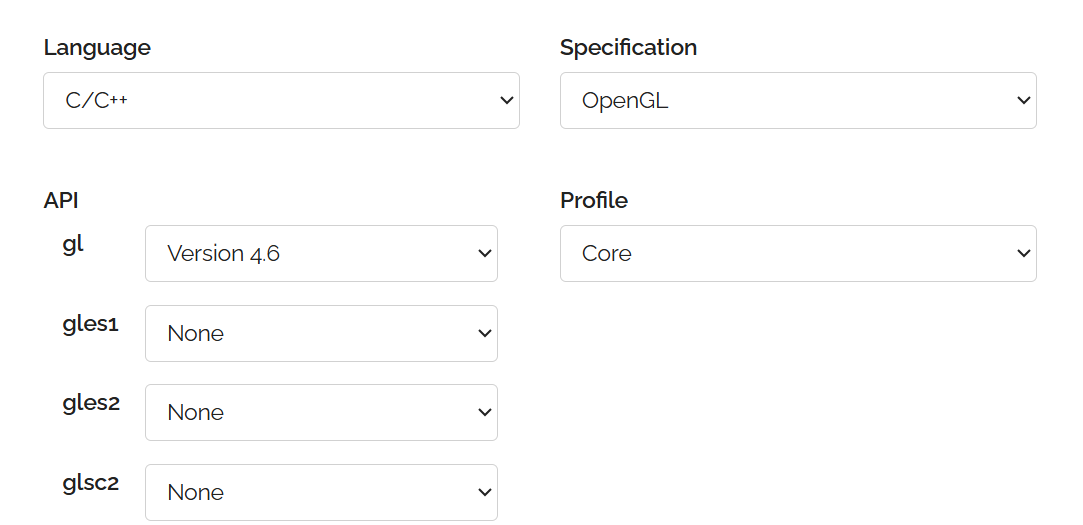 Language
Specification
C/C++
OpenGL
API
Profile
gl
Version 4.6
Core
gles1
None
gles2
None
glsc2
None